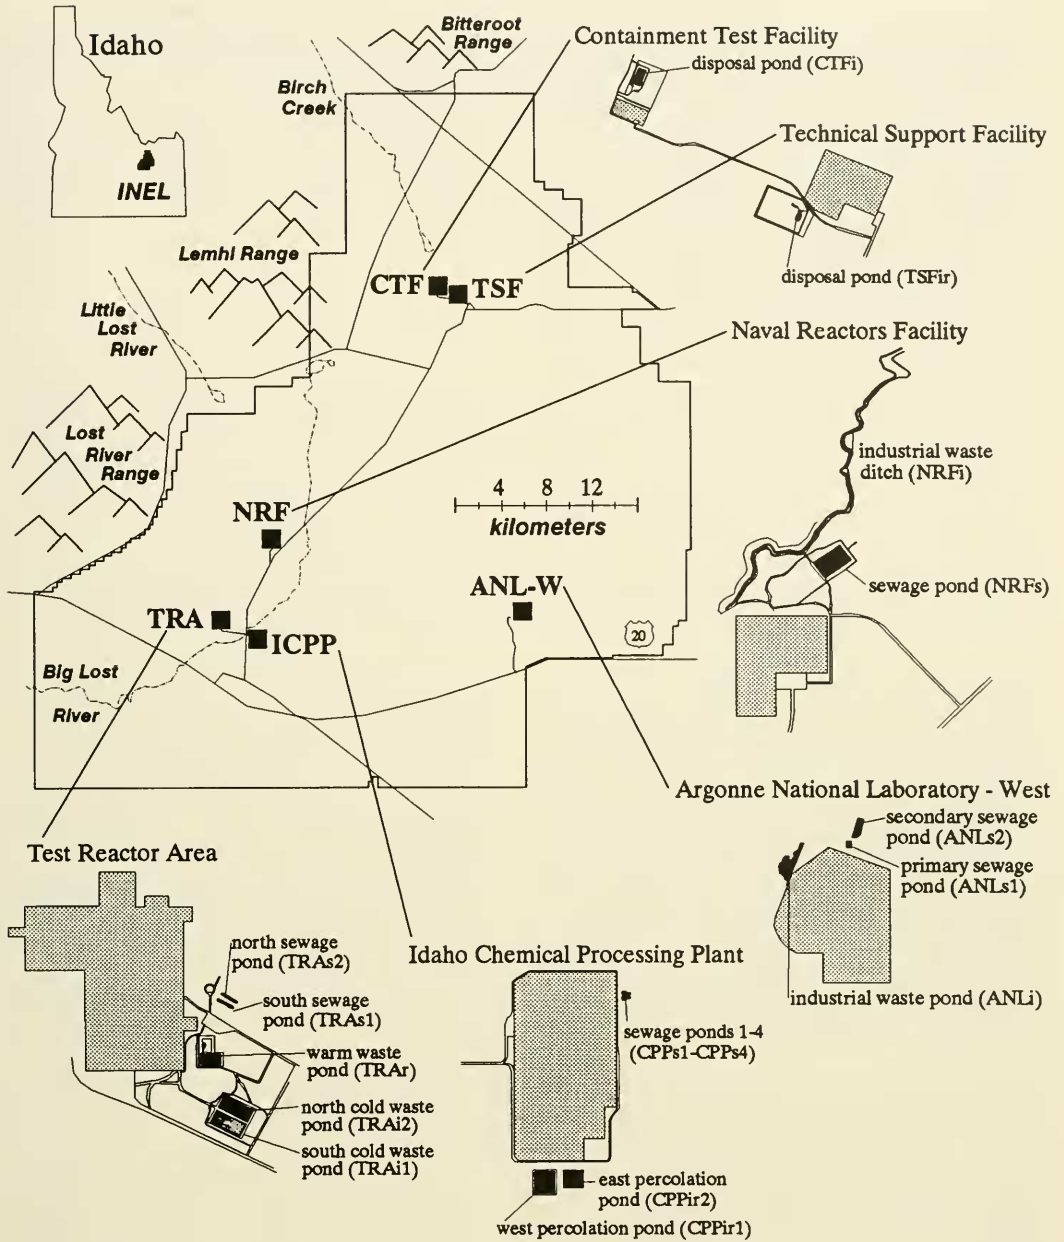 Idaho
INEL
Bitteroot
Range
Birch
Creek
Containment Test Facility
disposal pond (CTFi)
Technical Support Facility
disposal pond (TSFir)
Lemhi Range
CTF
TSF
Little
Lost
River
Naval Reactors Facility
Lost
River
Range
industrial waste
ditch (NRFi)
4 8 12
kilometers
NRF
sewage pond (NRFs)
ANL-W
TRA
ICPP
20
Big Lost
River
Argonne National Laboratory - West
secondary sewage
pond (ANLs2)
primary sewage
pond (ANLs1)
industrial waste pond (ANLi)
Test Reactor Area
north sewage
pond (TRAs2)
south sewage
pond (TRAs1)
warm waste
pond (TRAr)
north cold waste
pond (TRAi2)
south cold waste
pond (TRAi1)
Idaho Chemical Processing Plant
sewage ponds 1-4
(CPPs1-CPPs4)
east percolation
pond (CPPir2)
west percolation pond (CPPir1)